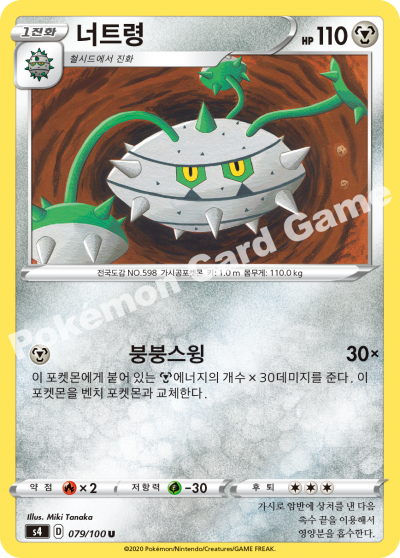 1진화
너트령
HP 110
철시드에서 진화
Pokémon Card Game
전국도감 NO.598 가시공포켓몬 키: 1.0 m 몸무게: 110.0 kg
붕붕스윙 30×
이 포켓몬에게 붙어 있는 에너지의 개수 × 30데미지를 준다. 이
포켓몬을 벤치 포켓몬과 교체한다.
약점 ×2 저항력 -30 후퇴
Illus. Miki Tanaka
s4 D 079/100 U
가시로 암반에 상처를 낸 다음
촉수 끝을 이용해서
영양분을 흡수한다.
©2020 Pokémon/Nintendo/Creatures/GAME FREAK.